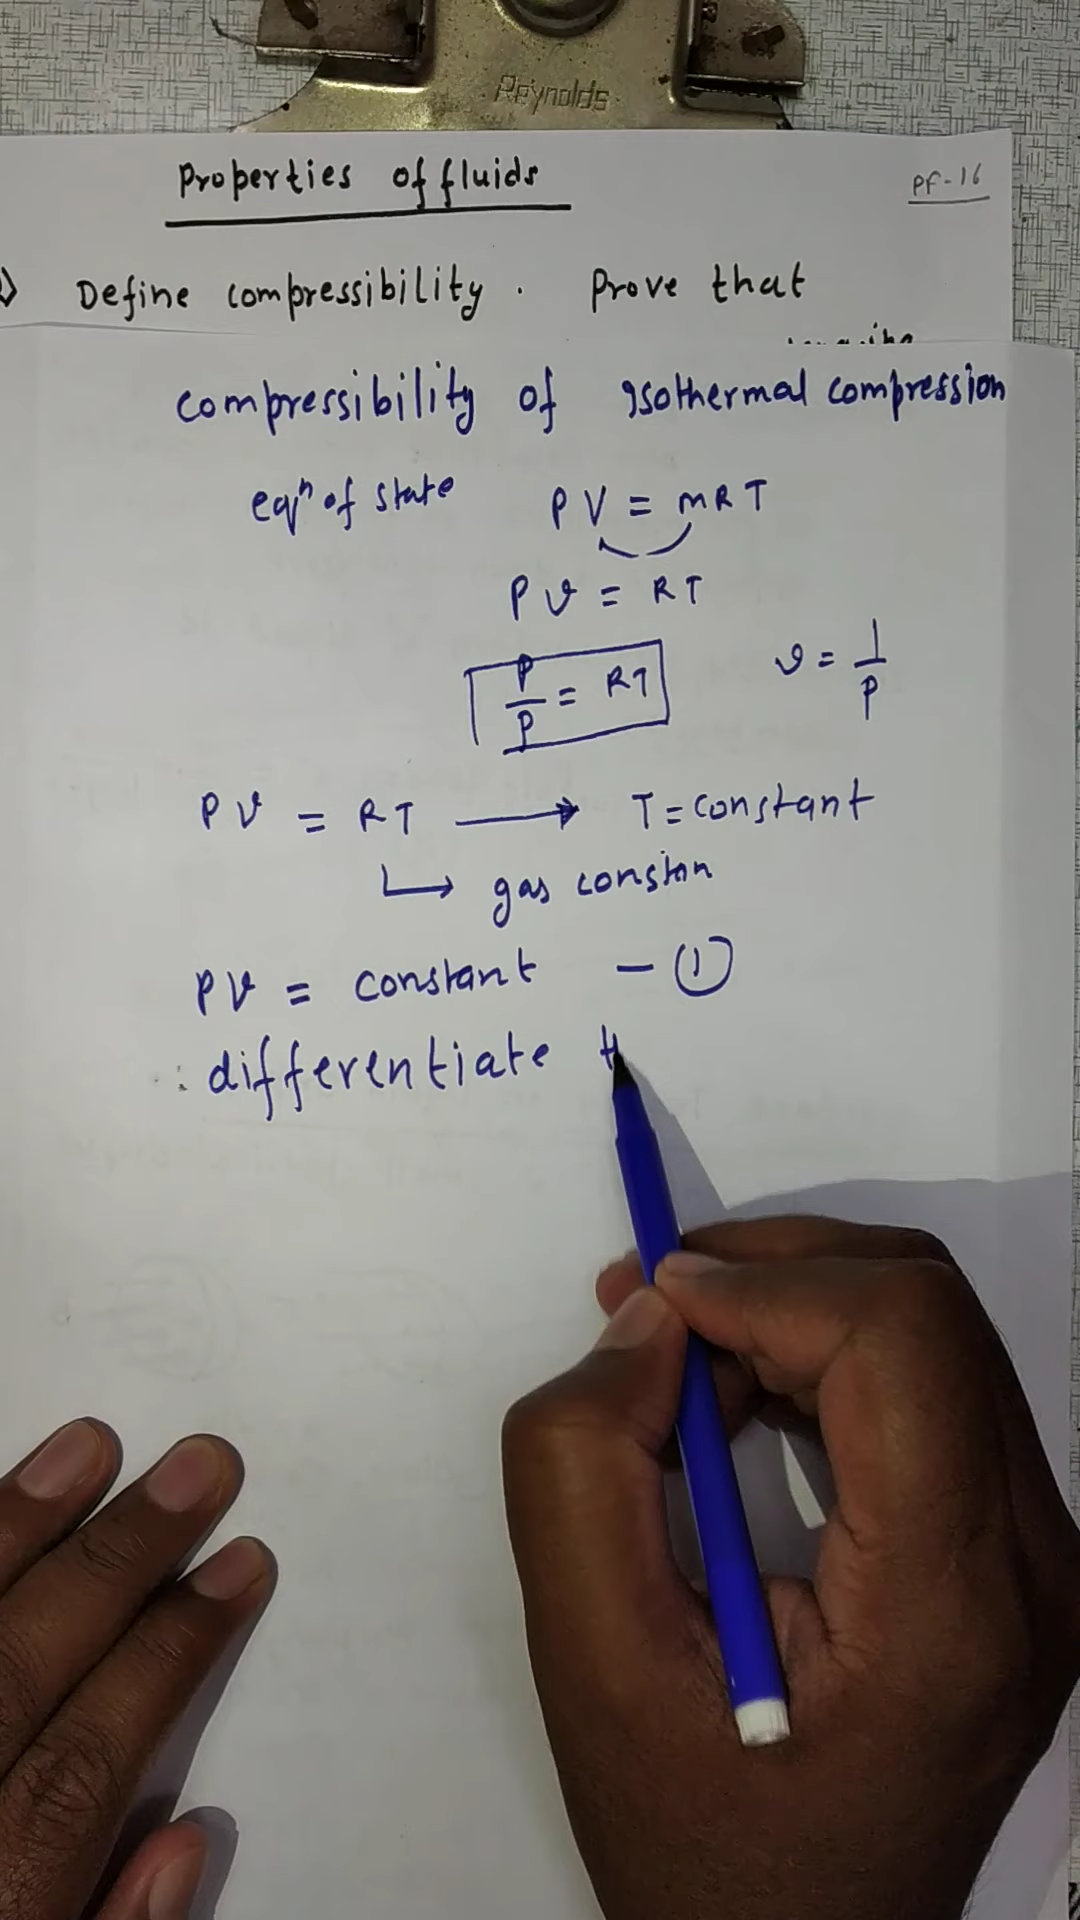 Reynolds
Properties of fluids
PF-16
Define compressibility. Prove that
compressibility of Isothermal compression
eqⁿ of state PV = mRT
Pv = RT
P/ρ = RT
v = 1/ρ
Pv = RT → T = constant
↳ gas constan
Pv = constant - ①
differentiate